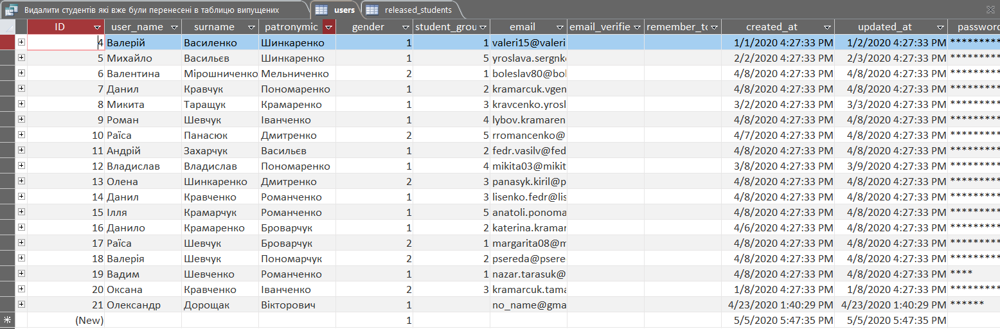 Видалити студентів які вже були перенесені в таблицю випущених users released_students
ID user_name surname patronymic gender student_grou email email_verifie remember_to created_at updated_at password
4 Валерій Василенко Шинкаренко 1 1 valeri15@valeri 1/1/2020 4:27:33 PM 1/2/2020 4:27:33 PM *********
5 Михайло Васильєв Шинкаренко 1 5 yroslava.sergnk 2/2/2020 4:27:33 PM 2/3/2020 4:27:33 PM *********
6 Валентина Мірошниченко Мельниченко 2 1 boleslav80@bol 4/8/2020 4:27:33 PM 4/8/2020 4:27:33 PM *********
7 Данил Кравчук Пономаренко 1 2 kramarcuk.vgen 4/8/2020 4:27:33 PM 4/8/2020 4:27:33 PM *********
8 Микита Таращук Крамаренко 1 3 kravcenko.yrosl 3/2/2020 4:27:33 PM 3/3/2020 4:27:33 PM *********
9 Роман Шевчук Іванченко 1 4 lybov.kramaren 4/8/2020 4:27:33 PM 4/8/2020 4:27:33 PM *********
10 Раїса Панасюк Дмитренко 2 5 rromancenko@ 4/7/2020 4:27:33 PM 4/8/2020 4:27:33 PM *********
11 Андрій Захарчук Васильєв 1 2 fedr.vasilv@fed 4/8/2020 4:27:33 PM 4/8/2020 4:27:33 PM *********
12 Владислав Владислав Пономаренко 1 4 mikita03@mikit 3/8/2020 4:27:33 PM 3/9/2020 4:27:33 PM *********
13 Олена Шинкаренко Дмитренко 2 3 panasyk.kiril@p 4/8/2020 4:27:33 PM 4/8/2020 4:27:33 PM *********
14 Данил Кравченко Романченко 1 3 lisenko.fedr@lis 4/8/2020 4:27:33 PM 4/8/2020 4:27:33 PM *********
15 Ілля Крамарчук Романченко 1 5 anatoli.ponoma 4/8/2020 4:27:33 PM 4/8/2020 4:27:33 PM *********
16 Данило Крамаренко Броварчук 1 2 katerina.kramar 4/6/2020 4:27:33 PM 4/8/2020 4:27:33 PM *********
17 Раїса Шевчук Броварчук 2 1 margarita08@m 4/8/2020 4:27:33 PM 4/8/2020 4:27:33 PM *********
18 Валерія Шевчук Пономарчук 2 2 psereda@psere 4/8/2020 4:27:33 PM 4/8/2020 4:27:33 PM *********
19 Вадим Шевченко Романченко 1 1 nazar.tarasuk@ 4/8/2020 4:27:33 PM 4/8/2020 4:27:33 PM ****
20 Оксана Кравченко Іванченко 2 3 kramarcuk.tama 1/8/2020 4:27:33 PM 1/8/2020 4:27:33 PM *********
21 Олександр Дорощак Вікторович 1 no_name@gma 4/23/2020 1:40:29 PM 4/23/2020 1:40:29 PM ******
(New) 1 5/5/2020 5:47:35 PM 5/5/2020 5:47:35 PM